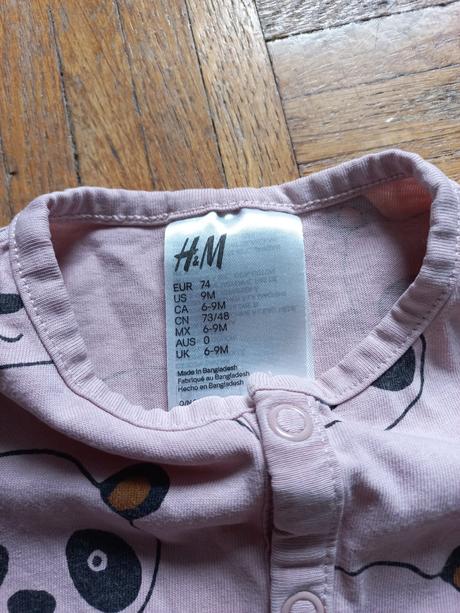 H&M
EUR 74
US 9M
CA 6-9M
CN 73/48
MX 6-9M
AUS 0
UK 6-9M
Made in Bangladesh
Fabriqué au Bangladesh
Hecho en Bangladesh